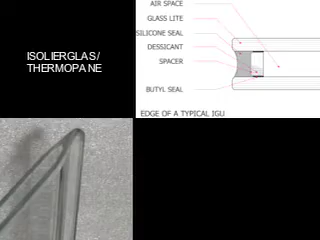 ISOLIERGLAS/
THERMOPANE
AIR SPACE
GLASS LITE
SILICONE SEAL
DESSICANT
SPACER
BUTYL SEAL
EDGE OF A TYPICAL IGU